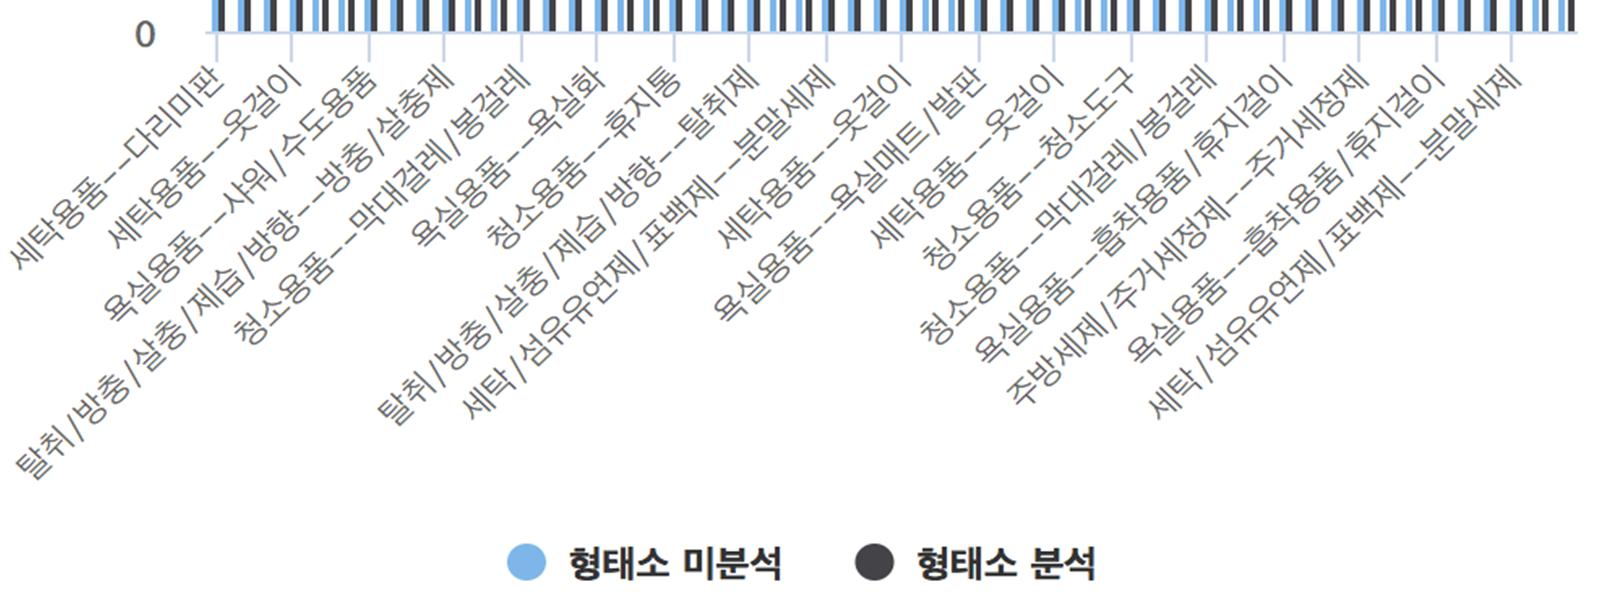 0
세탁용품--다리미판
세탁용품--옷걸이
욕실용품--샤워/수도용품
탈취/방충/살충/제습/방향--방충/살충제
청소용품--막대걸레/봉걸레
욕실용품--욕실화
청소용품--휴지통
탈취/방충/살충/제습/방향--탈취제
세탁/섬유유연제/표백제--분말세제
세탁용품--옷걸이
욕실용품--욕실매트/발판
세탁용품--옷걸이
청소용품--청소도구
청소용품--막대걸레/봉걸레
욕실용품--흡착용품/휴지걸이
주방세제/주거세정제--주거세정제
욕실용품--흡착용품/휴지걸이
세탁/섬유유연제/표백제--분말세제
형태소 미분석
형태소 분석